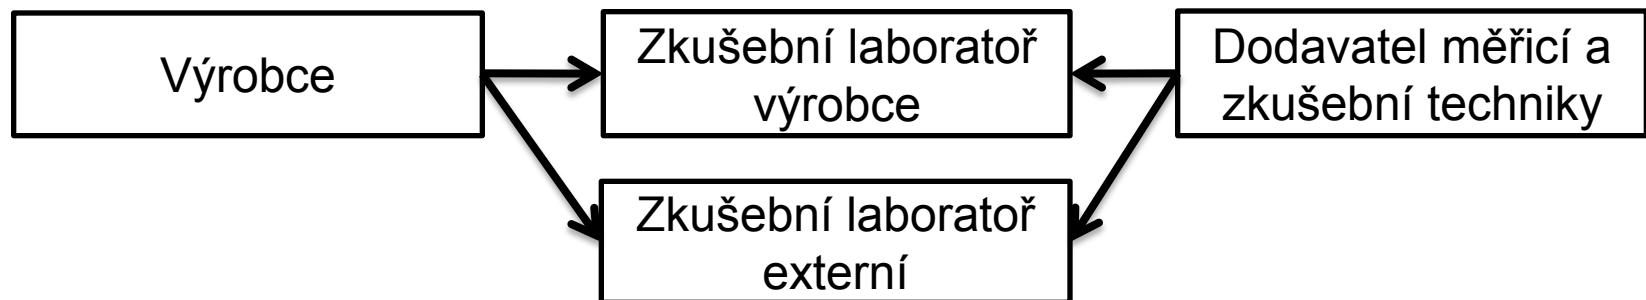 Výrobce
Zkušební laboratoř
výrobce
Dodavatel měřicí a
zkušební techniky
Zkušební laboratoř
externí